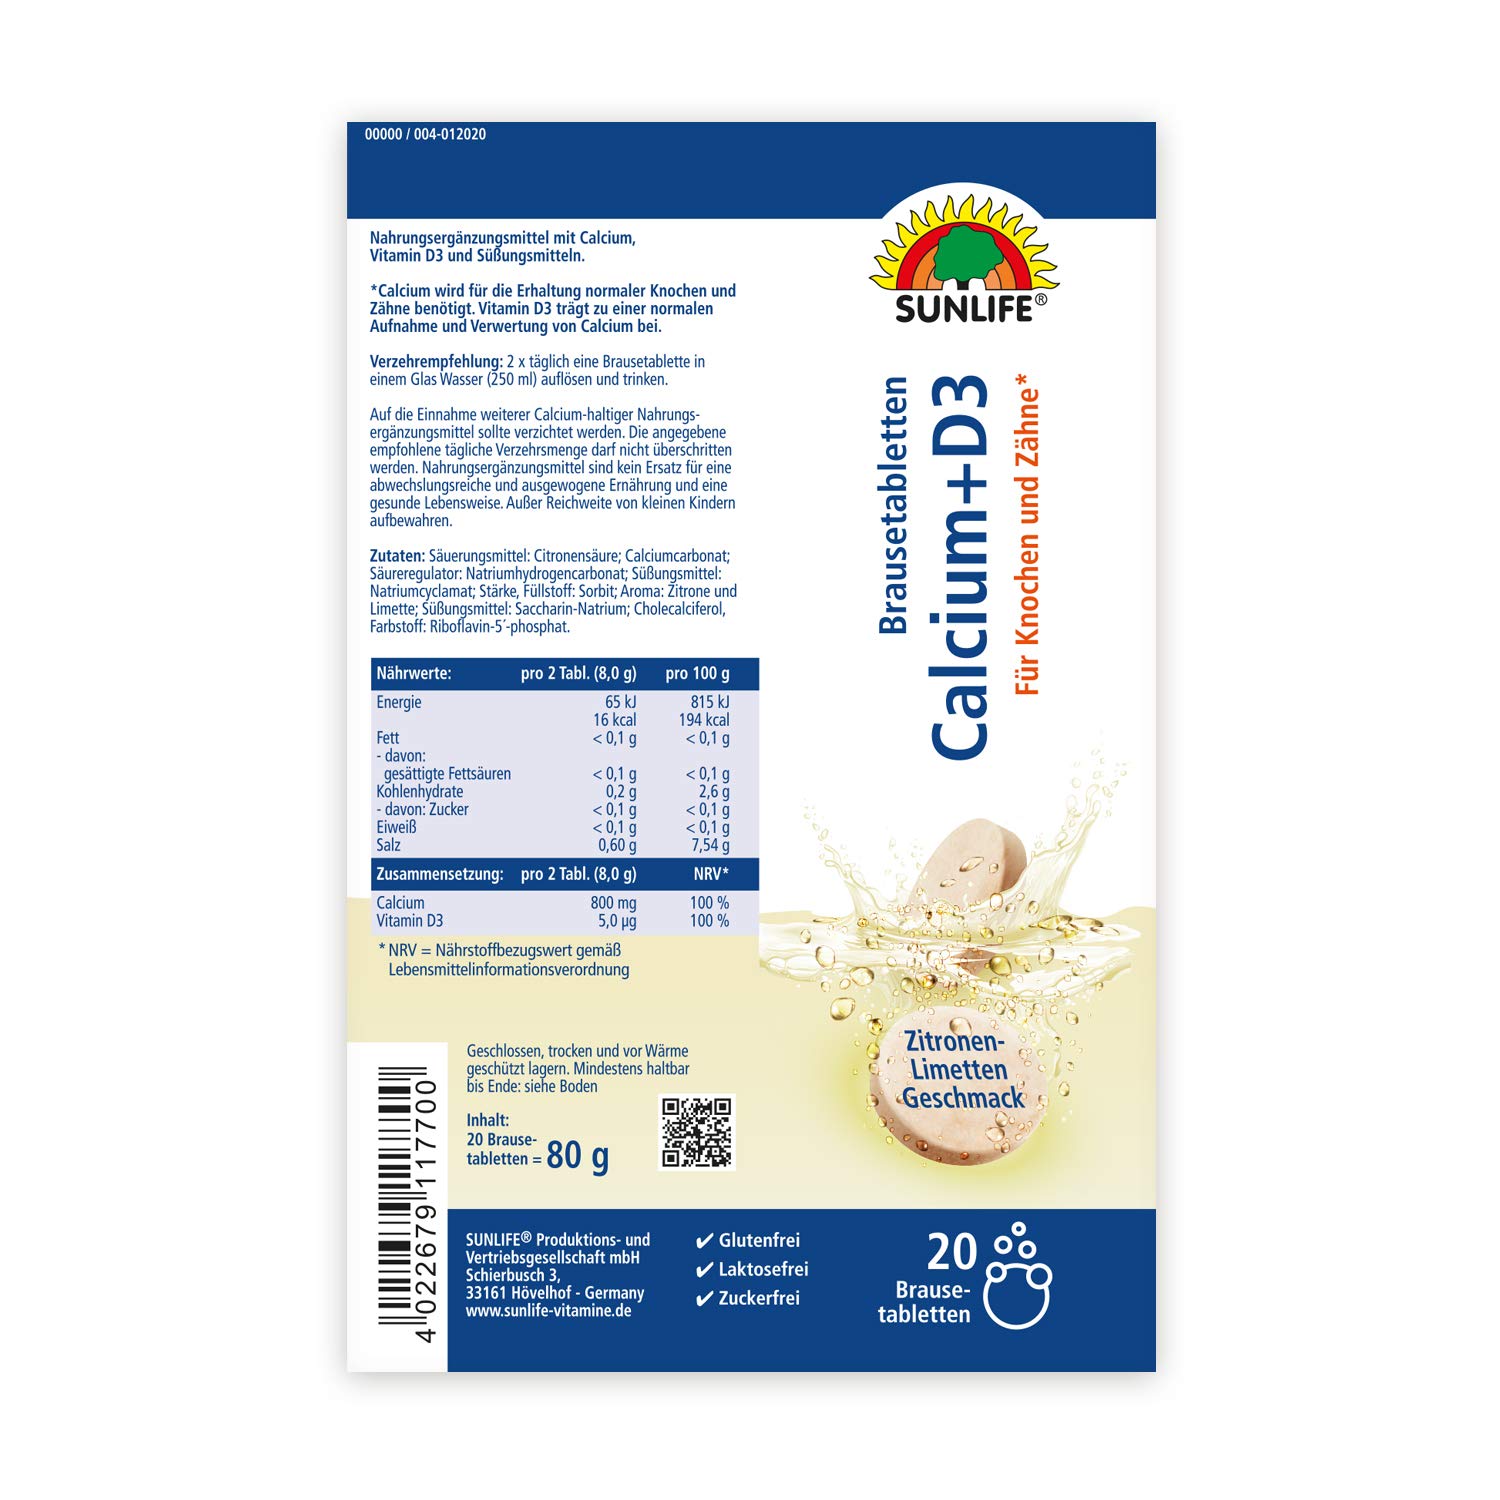 00000 / 004-012020
Nahrungsergänzungsmittel mit Calcium,
Vitamin D3 und Süßungsmitteln.
*Calcium wird für die Erhaltung normaler Knochen und
Zähne benötigt. Vitamin D3 trägt zu einer normalen
Aufnahme und Verwertung von Calcium bei.
Verzehrempfehlung: 2 x täglich eine Brausetablette in
einem Glas Wasser (250 ml) auflösen und trinken.
Auf die Einnahme weiterer Calcium-haltiger Nahrungs-
ergänzungsmittel sollte verzichtet werden. Die angegebene
empfohlene tägliche Verzehrsmenge darf nicht überschritten
werden. Nahrungsergänzungsmittel sind kein Ersatz für eine
abwechslungsreiche und ausgewogene Ernährung und eine
gesunde Lebensweise. Außer Reichweite von kleinen Kindern
aufbewahren.
Zutaten: Säuerungsmittel: Citronensäure; Calciumcarbonat;
Säureregulator: Natriumhydrogencarbonat; Süßungsmittel:
Natriumcyclamat; Stärke, Füllstoff: Sorbit; Aroma: Zitrone und
Limette; Süßungsmittel: Saccharin-Natrium; Cholecalciferol,
Farbstoff: Riboflavin-5´-phosphat.
Nährwerte: pro 2 Tabl. (8,0 g) pro 100 g
Energie 65 kJ 815 kJ
16 kcal 194 kcal
Fett < 0,1 g < 0,1 g
- davon:
gesättigte Fettsäuren < 0,1 g < 0,1 g
Kohlenhydrate 0,2 g 2,6 g
- davon: Zucker < 0,1 g < 0,1 g
Eiweiß < 0,1 g < 0,1 g
Salz 0,60 g 7,54 g
Zusammensetzung: pro 2 Tabl. (8,0 g) NRV*
Calcium 800 mg 100 %
Vitamin D3 5,0 µg 100 %
* NRV = Nährstoffbezugswert gemäß
Lebensmittelinformationsverordnung
Geschlossen, trocken und vor Wärme
geschützt lagern. Mindestens haltbar
bis Ende: siehe Boden
Inhalt:
20 Brause-
tabletten = 80 g
4 022679 117700
SUNLIFE® Produktions- und
Vertriebsgesellschaft mbH
Schierbusch 3,
33161 Hövelhof - Germany
www.sunlife-vitamine.de
✔ Glutenfrei
✔ Laktosefrei
✔ Zuckerfrei
SUNLIFE®
Brausetabletten
Calcium+D3
Für Knochen und Zähne*
Zitronen-
Limetten
Geschmack
20
Brause-
tabletten